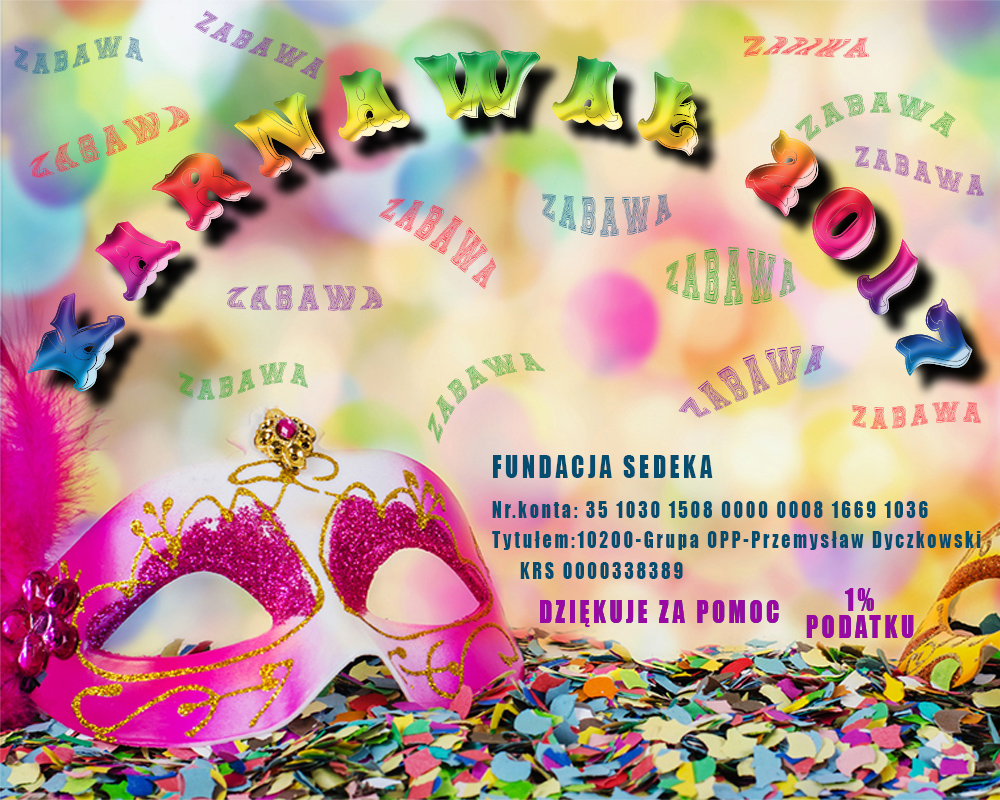 ZABAWA
ZABAWA
ZABAWA
ZABAWA
KARNAWAŁ 2017
ZABAWA
ZABAWA
ZABAWA
ZABAWA
ZABAWA
ZABAWA
ZABAWA
ZABAWA
ZABAWA
ZABAWA
FUNDACJA SEDEKA
Nr.konta: 35 1030 1508 0000 0008 1669 1036
Tytułem:10200-Grupa OPP-Przemysław Dyczkowski
KRS 0000338389
DZIĘKUJE ZA POMOC
1%
PODATKU